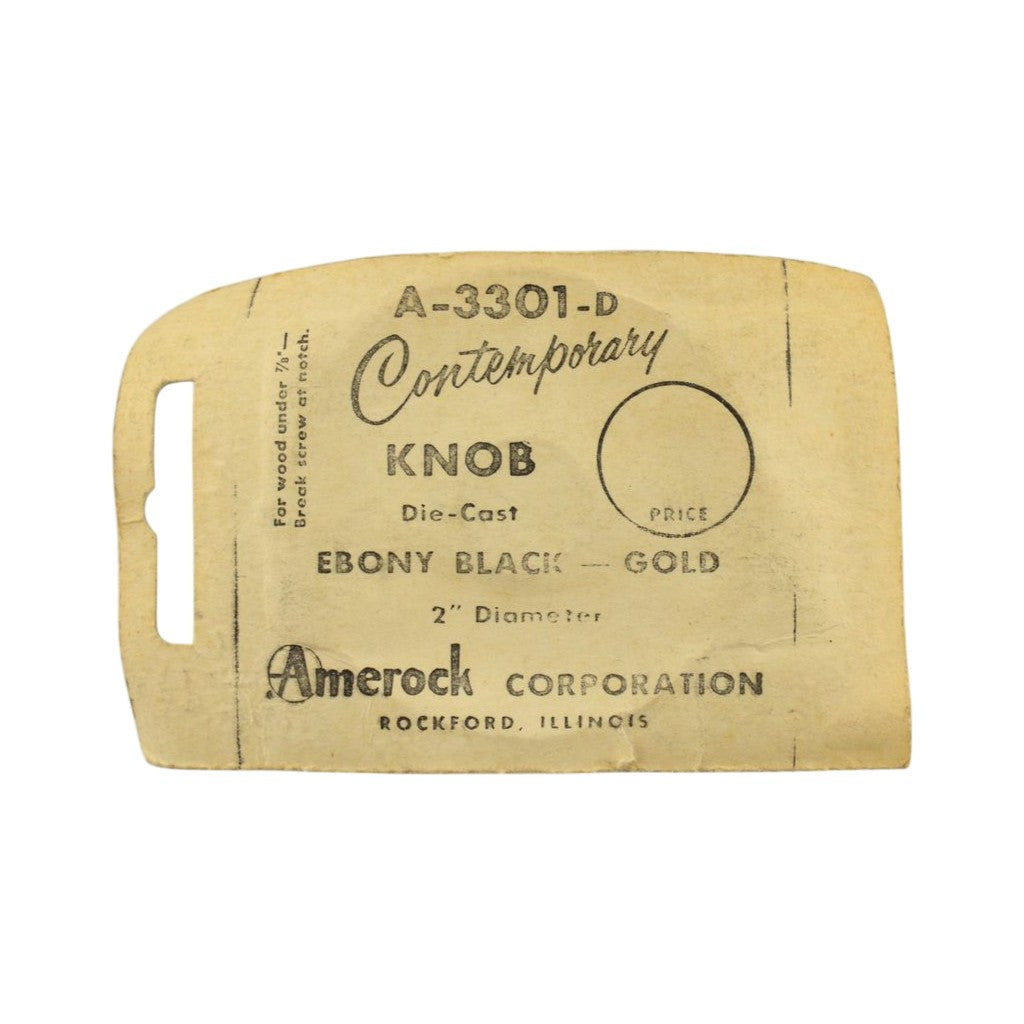 A-3301-D
Contemporary
For wood under 7/8"—
Break screw at notch.
KNOB
Die-Cast
PRICE
EBONY BLACK — GOLD
2" Diameter
Amerock CORPORATION
ROCKFORD, ILLINOIS